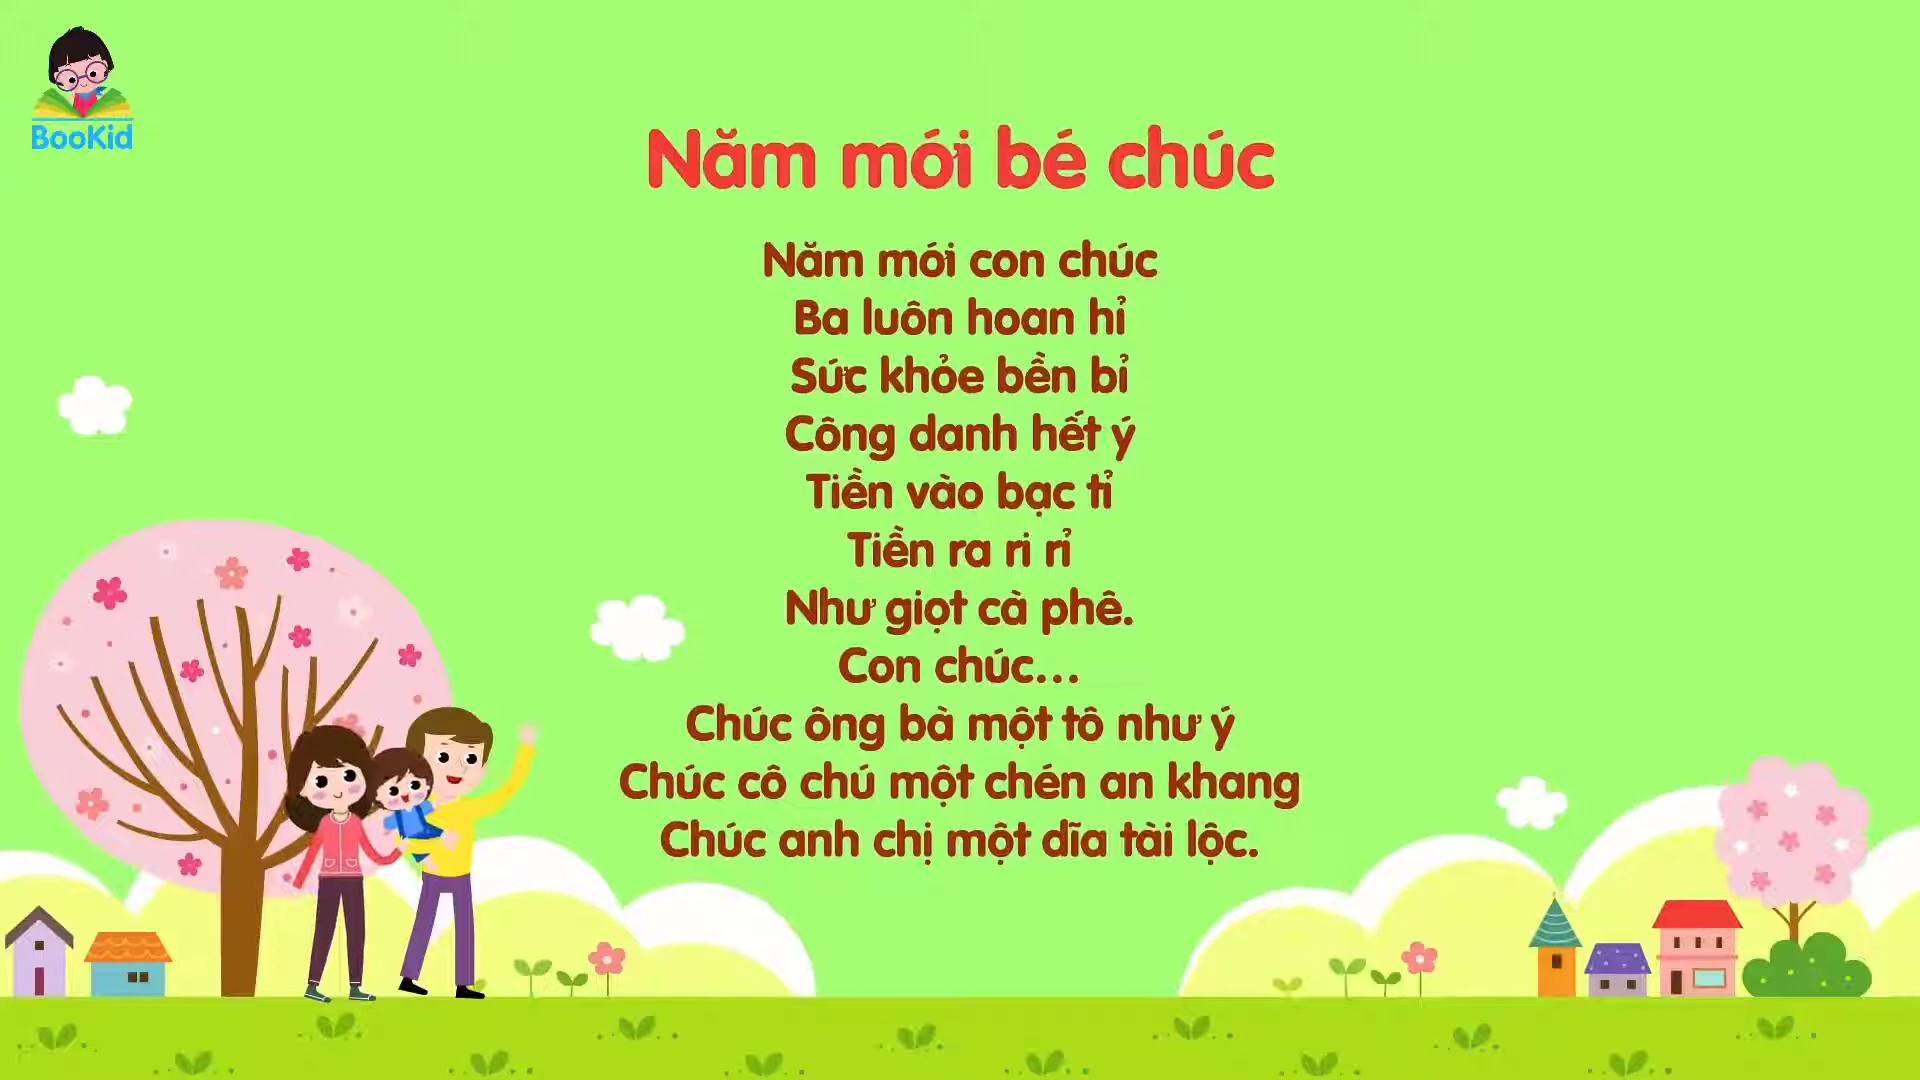 BooKid
Năm mới bé chúc
Năm mới con chúc
Ba luôn hoan hỉ
Sức khỏe bền bỉ
Công danh hết ý
Tiền vào bạc tỉ
Tiền ra ri rỉ
Như giọt cà phê.
Con chúc...
Chúc ông bà một tô như ý
Chúc cô chú một chén an khang
Chúc anh chị một dĩa tài lộc.